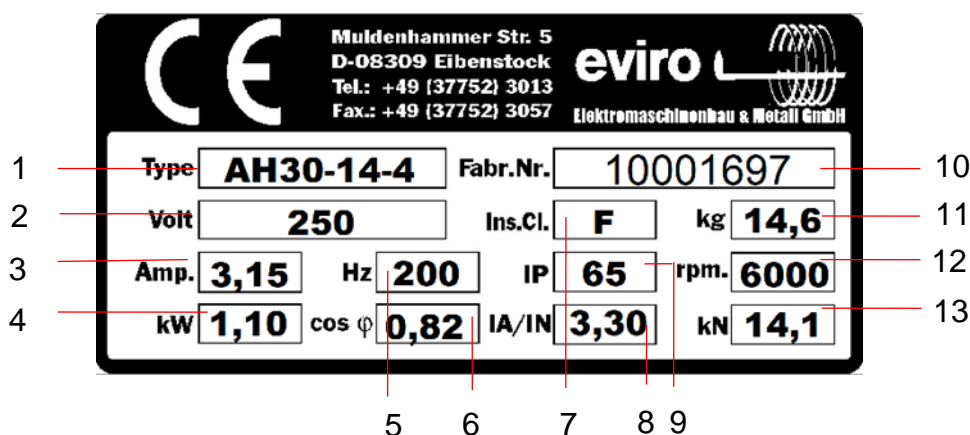 CE
Muldenhammer Str. 5
D-08309 Eibenstock
Tel.: +49 (37752) 3013
Fax.: +49 (37752) 3057
eviro
Elektromaschinenbau & Metall GmbH
1 Type AH30-14-4 Fabr.Nr. 10001697 10
2 Volt 250 Ins.Cl. F kg 14,6 11
3 Amp. 3,15 Hz 200 IP 65 rpm. 6000 12
4 kW 1,10 cos φ 0,82 IA/IN 3,30 kN 14,1 13
5 6 7 8 9